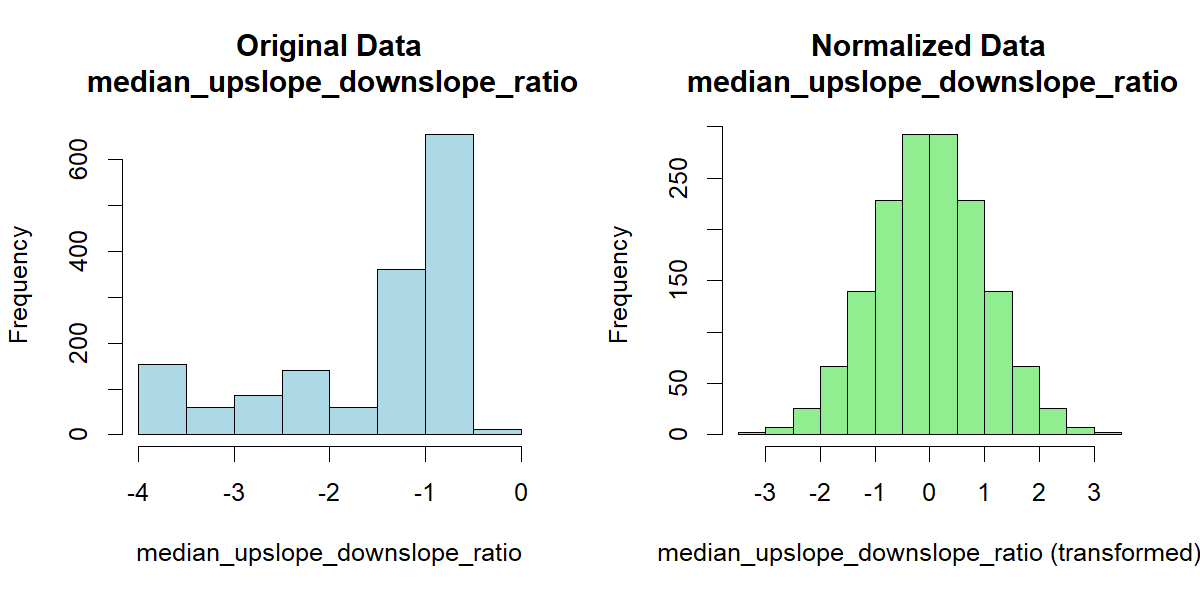 Original Data
median_upslope_downslope_ratio
Frequency
0
200
400
600
-4
-3
-2
-1
0
median_upslope_downslope_ratio
Normalized Data
median_upslope_downslope_ratio
Frequency
0
50
150
250
-3
-2
-1
0
1
2
3
median_upslope_downslope_ratio (transformed)